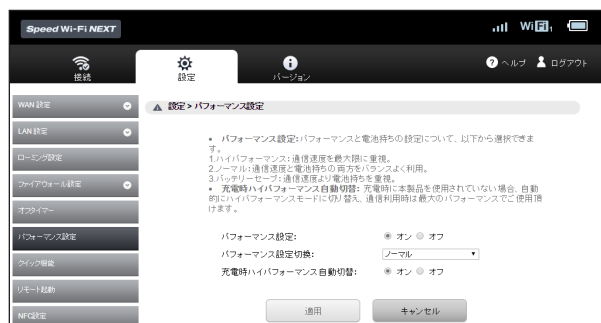 Speed Wi-Fi NEXT
WiFi 1
接続
設定
バージョン
ヘルプ
ログアウト
WAN 設定
LAN 設定
ローミング設定
ファイアウォール設定
オフタイマー
パフォーマンス設定
クイック機能
リモート起動
NFC設定
設定 > パフォーマンス設定
• パフォーマンス設定:パフォーマンスと電池持ちの設定について、以下から選択できま
す。
1.ハイパフォーマンス:通信速度を最大限に重視。
2.ノーマル:通信速度と電池持ちの両方をバランスよく利用。
3.バッテリーセーブ:通信速度より電池持ちを重視。
• 充電時ハイパフォーマンス自動切替: 充電時に本製品を使用されていない場合、自動
的にハイパフォーマンスモードに切り替え、通信利用時は最大のパフォーマンスでご使用頂
けます。
パフォーマンス設定: オン オフ
パフォーマンス設定切換: ノーマル
充電時ハイパフォーマンス自動切替: オン オフ
適用 キャンセル